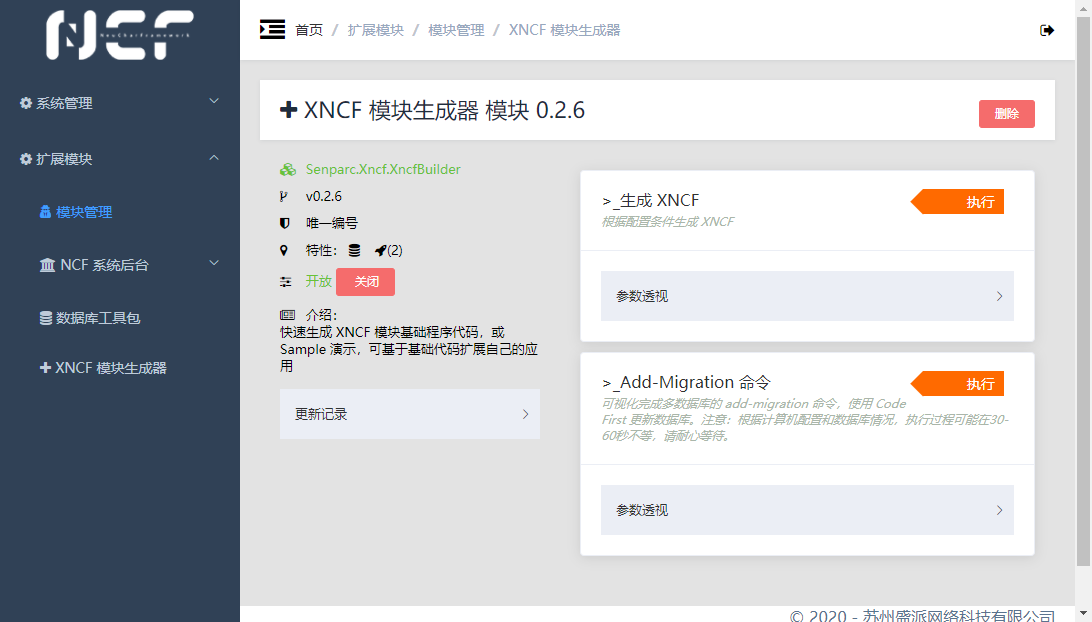 NCF
NeuCharFramework
系统管理
扩展模块
模块管理
NCF 系统后台
数据库工具包
XNCF 模块生成器
首页 / 扩展模块 / 模块管理 / XNCF 模块生成器
XNCF 模块生成器 模块 0.2.6
删除
Senparc.Xncf.XncfBuilder
v0.2.6
唯一编号
特性: (2)
开放 关闭
介绍:
快速生成 XNCF 模块基础程序代码，或
Sample 演示，可基于基础代码扩展自己的应
用
更新记录
>_生成 XNCF
执行
根据配置条件生成 XNCF
参数透视
>_Add-Migration 命令
执行
可视化完成多数据库的 add-migration 命令，使用 Code
First 更新数据库。注意：根据计算机配置和数据库情况，执行过程可能在30-
60秒不等，请耐心等待。
参数透视
© 2020 - 苏州盛派网络科技有限公司